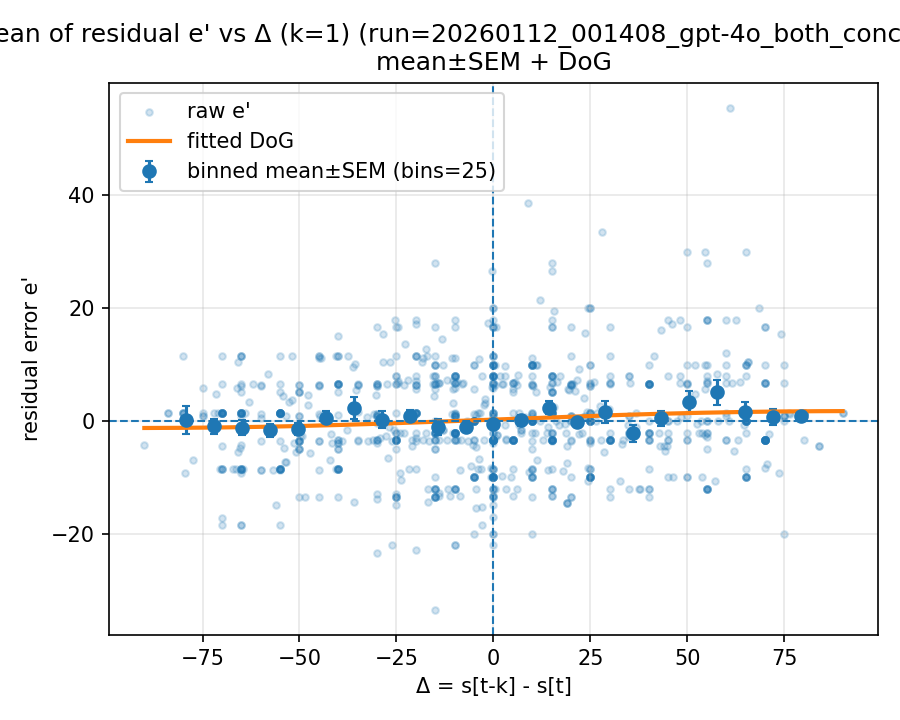 ean of residual e' vs Δ (k=1) (run=20260112_001408_gpt-4o_both_conc
mean±SEM + DoG
raw e'
fitted DoG
binned mean±SEM (bins=25)
residual error e'
40
20
0
−20
−75
−50
−25
0
25
50
75
Δ = s[t-k] - s[t]